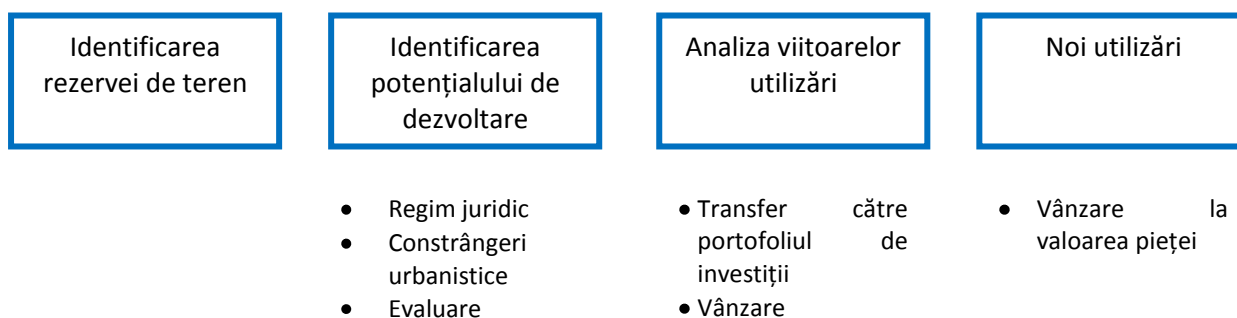 Identificarea
rezervei de teren
Identificarea
potențialului de
dezvoltare
Analiza viitoarelor
utilizări
Noi utilizări
● Regim juridic
● Constrângeri
urbanistice
● Evaluare
● Transfer către
portofoliul de
investiții
● Vânzare
● Vânzare la
valoarea pieței